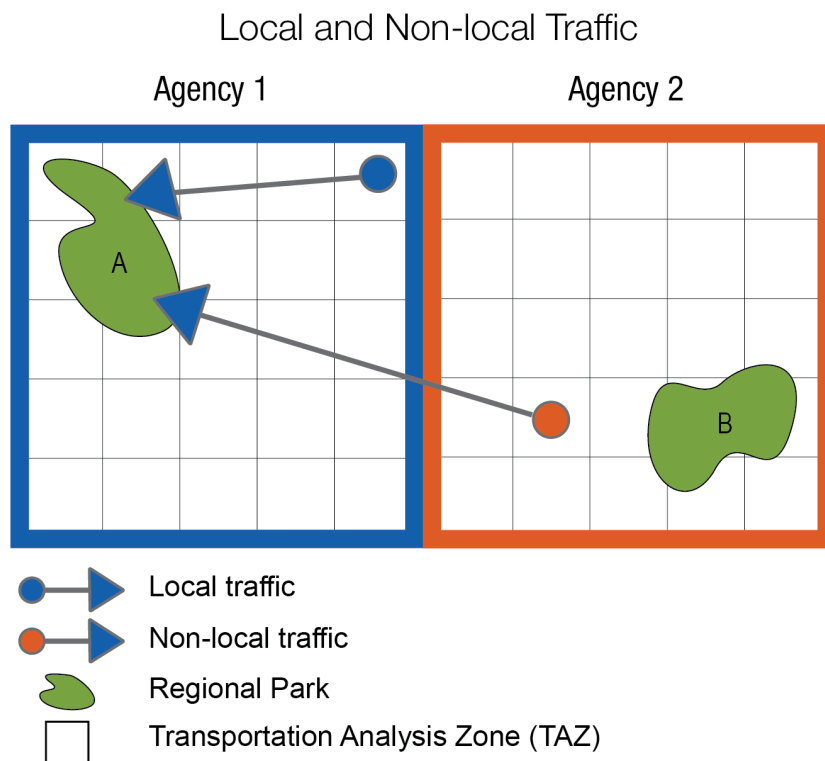 Local and Non-local Traffic
Agency 1
Agency 2
A
B
Local traffic
Non-local traffic
Regional Park
Transportation Analysis Zone (TAZ)